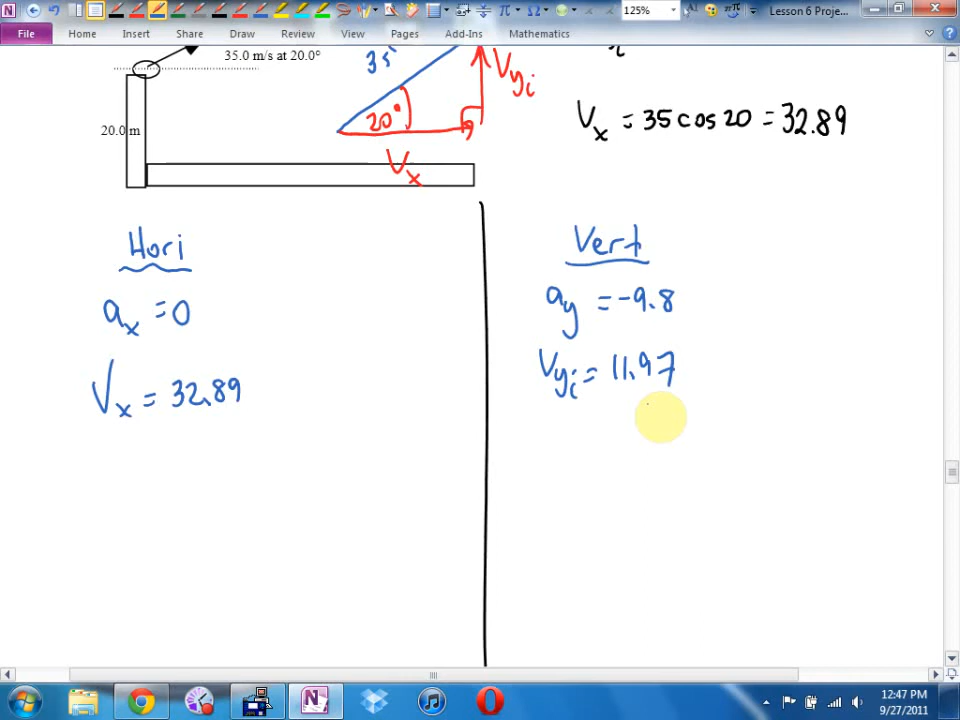 125%
Lesson 6 Proje...
File Home Insert Share Draw Review View Add-Ins Mathematics
35.0 m/s at 20.0°
35
Vyi
20°
20.0 m
Vx
Vx = 35 cos 20 = 32.89
Hori
ax = 0
Vx = 32.89
Vert
ay = -9.8
Vyi = 11.97
12:47 PM
9/27/2011